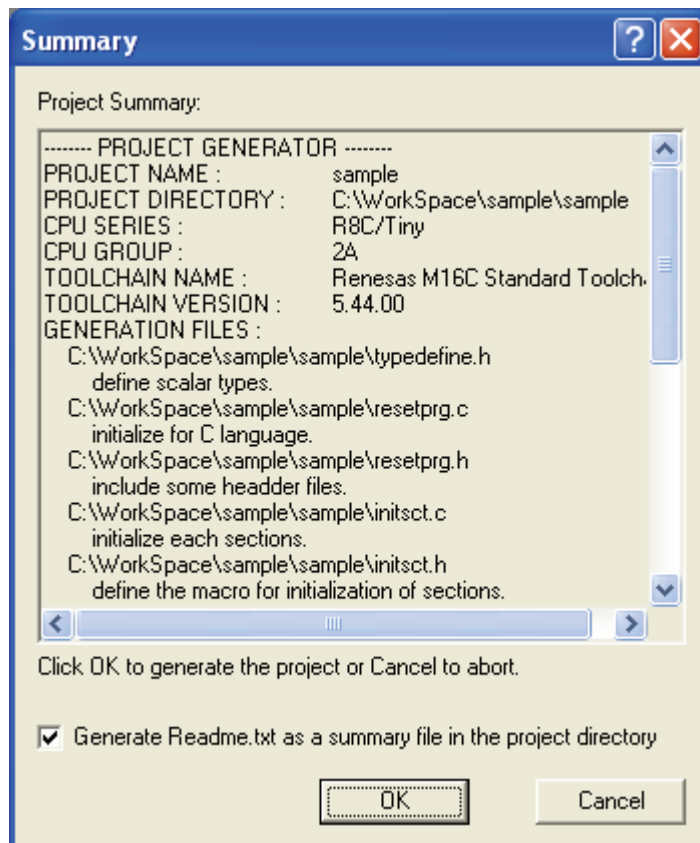 Summary
Project Summary:
-------- PROJECT GENERATOR --------
PROJECT NAME : sample
PROJECT DIRECTORY : C:\WorkSpace\sample\sample
CPU SERIES : R8C/Tiny
CPU GROUP : 2A
TOOLCHAIN NAME : Renesas M16C Standard Toolch
TOOLCHAIN VERSION : 5.44.00
GENERATION FILES :
C:\WorkSpace\sample\sample\typedefine.h
define scalar types.
C:\WorkSpace\sample\sample\resetprg.c
initialize for C language.
C:\WorkSpace\sample\sample\resetprg.h
include some headder files.
C:\WorkSpace\sample\sample\initsct.c
initialize each sections.
C:\WorkSpace\sample\sample\initsct.h
define the macro for initialization of sections.
Click OK to generate the project or Cancel to abort.
Generate Readme.txt as a summary file in the project directory
OK Cancel